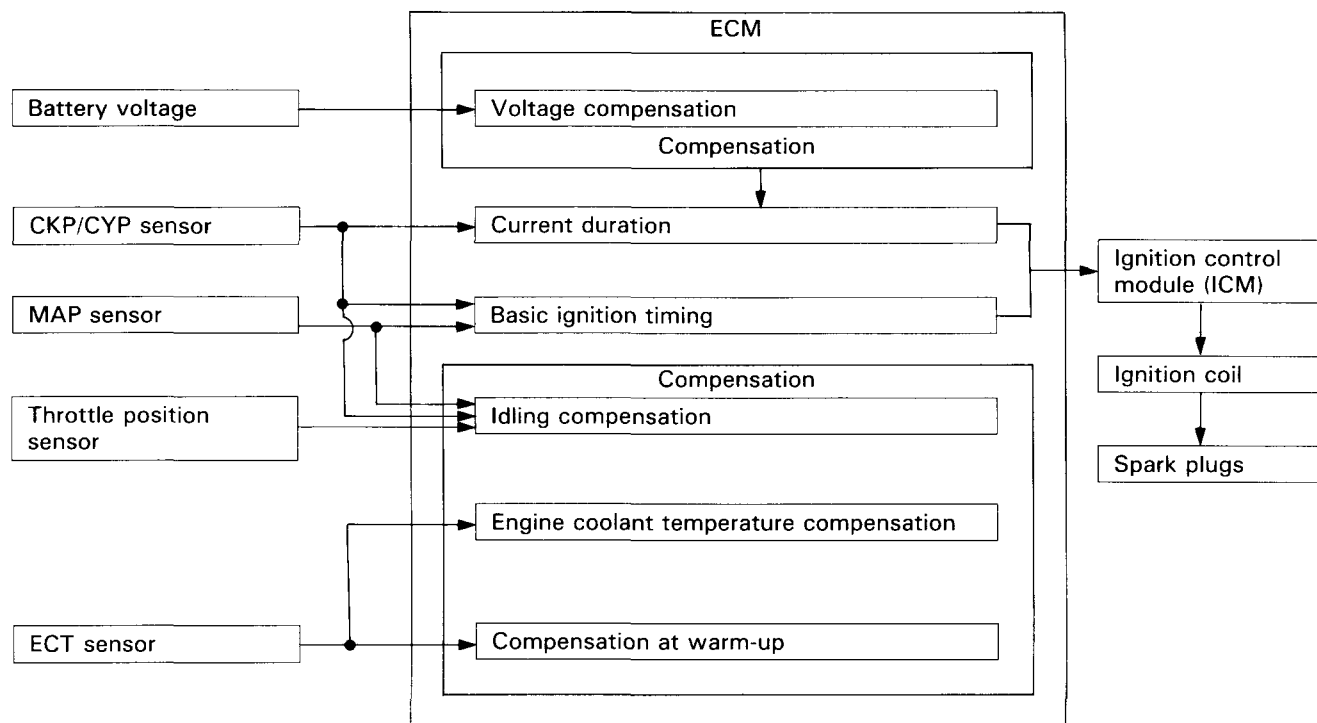 ECM
Battery voltage
Voltage compensation
Compensation
CKP/CYP sensor
Current duration
Ignition control
module (ICM)
MAP sensor
Basic ignition timing
Compensation
Ignition coil
Throttle position
sensor
Idling compensation
Spark plugs
Engine coolant temperature compensation
ECT sensor
Compensation at warm-up